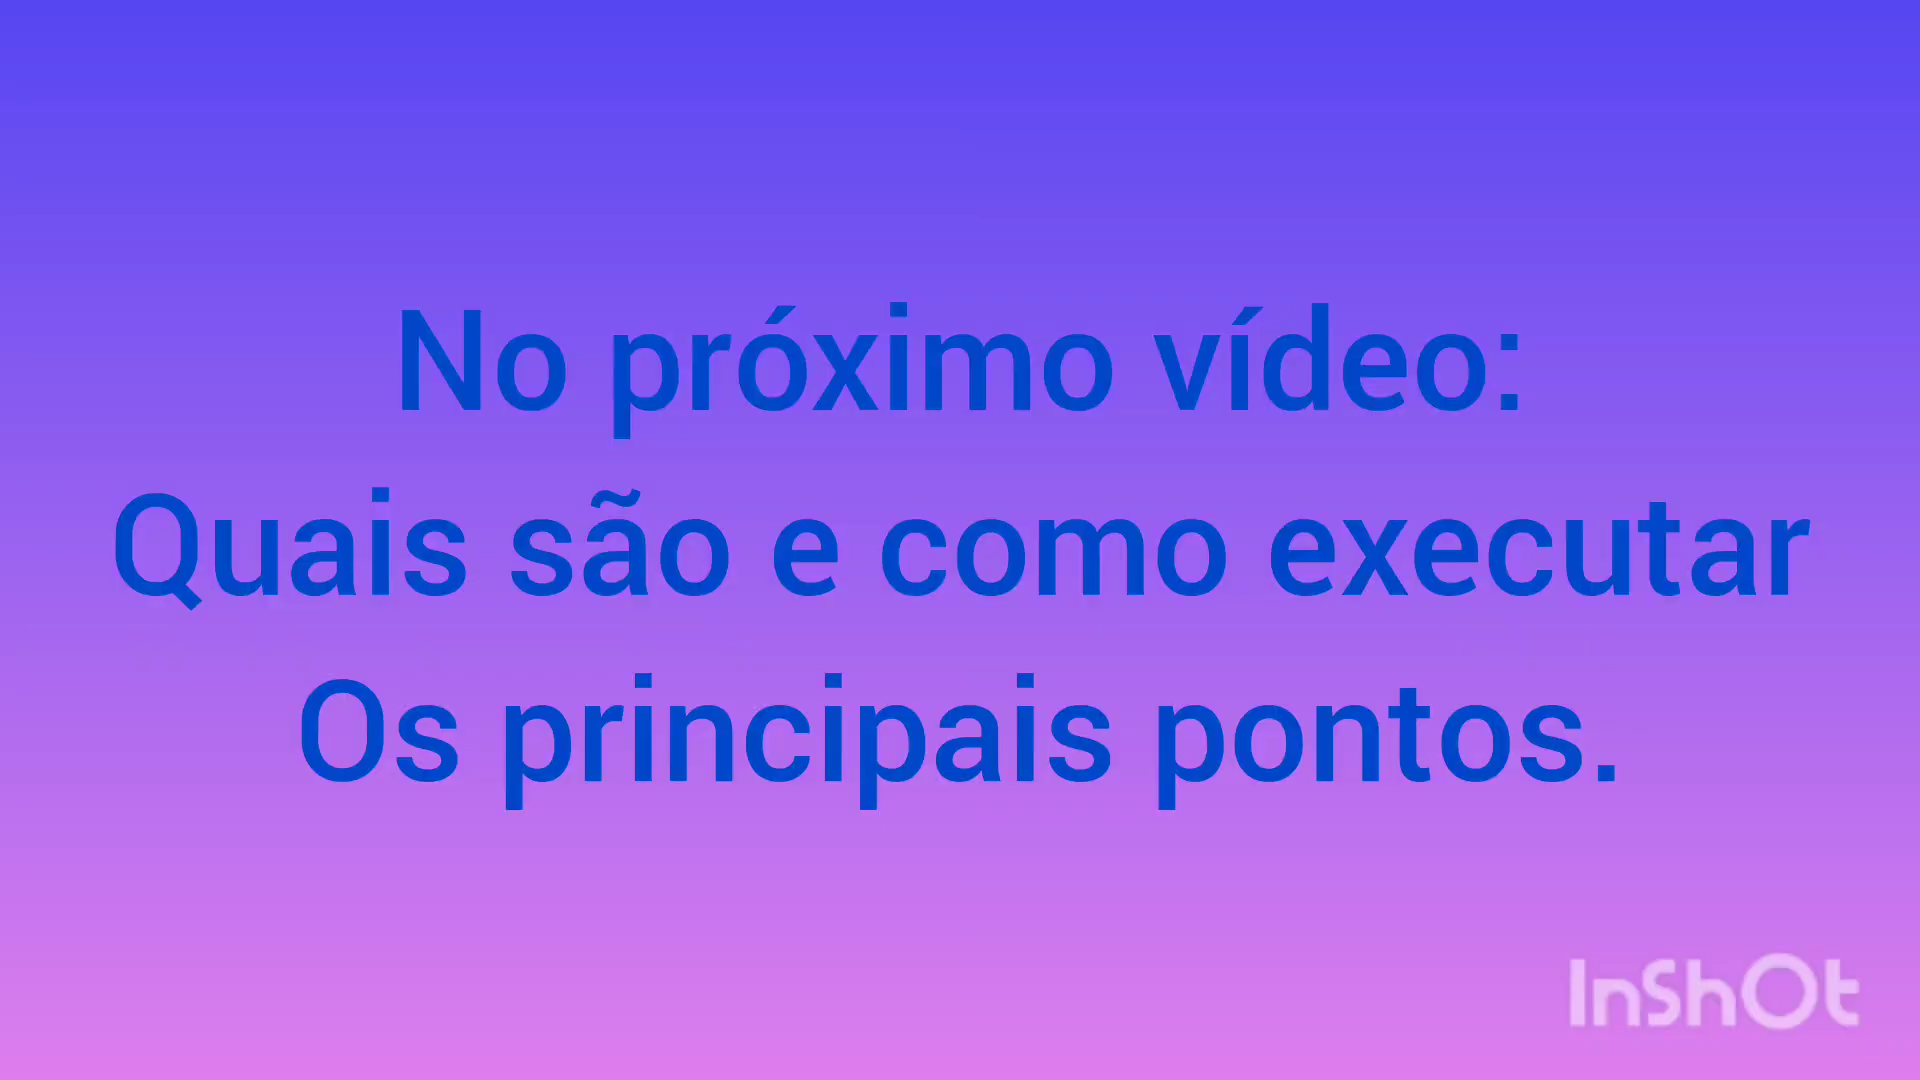 No próximo vídeo:
Quais são e como executar
Os principais pontos.
InShOt